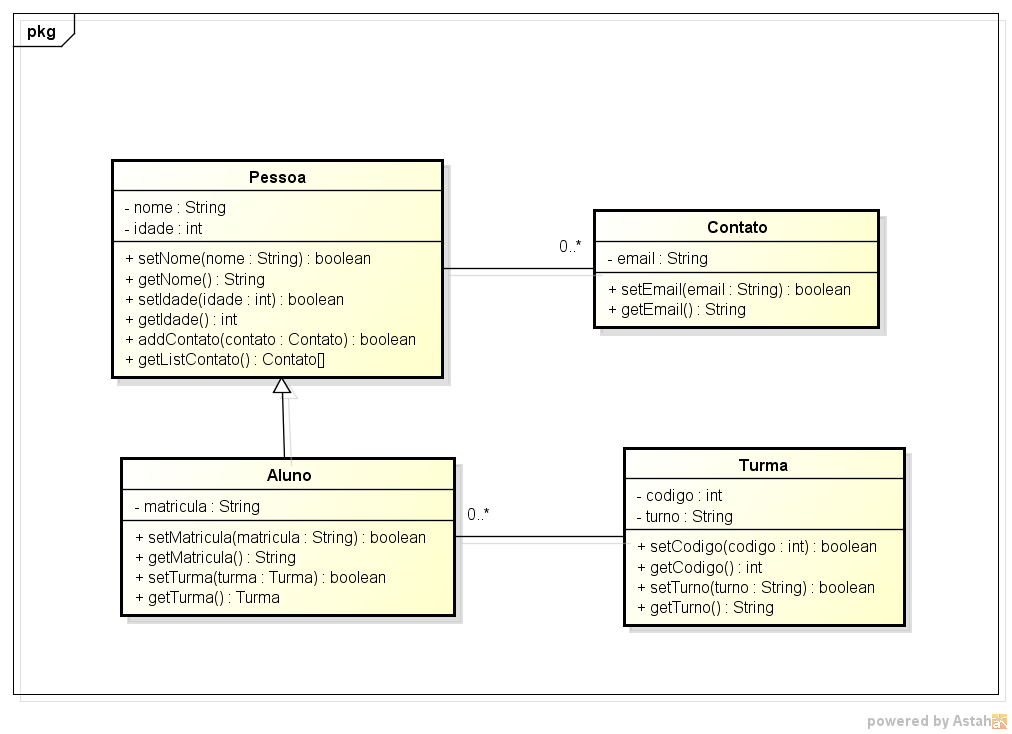 pkg
Pessoa
- nome : String
- idade : int
+ setNome(nome : String) : boolean
+ getNome() : String
+ setIdade(idade : int) : boolean
+ getIdade() : int
+ addContato(contato : Contato) : boolean
+ getListContato() : Contato[]
0..*
Contato
- email : String
+ setEmail(email : String) : boolean
+ getEmail() : String
Aluno
- matricula : String
+ setMatricula(matricula : String) : boolean
+ getMatricula() : String
+ setTurma(turma : Turma) : boolean
+ getTurma() : Turma
0..*
Turma
- codigo : int
- turno : String
+ setCodigo(codigo : int) : boolean
+ getCodigo() : int
+ setTurno(turno : String) : boolean
+ getTurno() : String
powered by Astah